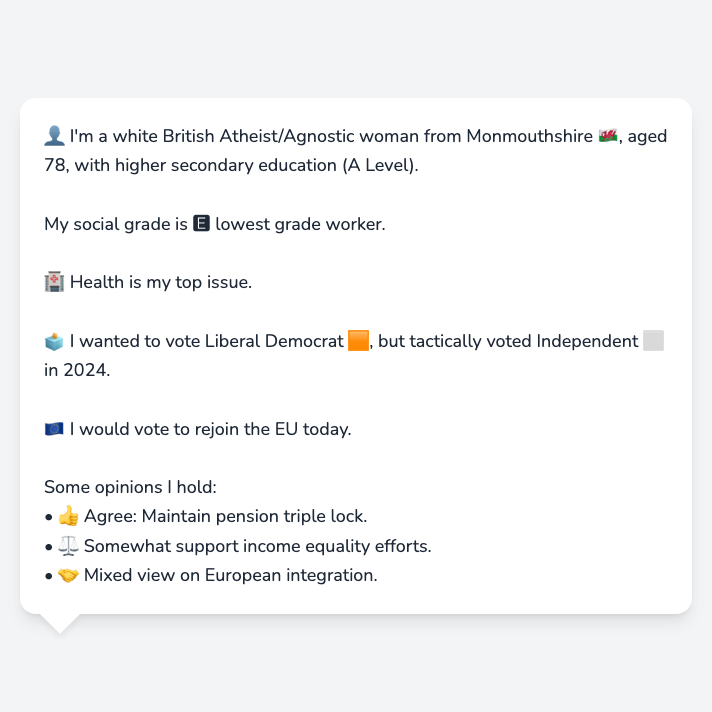 👤 I'm a white British Atheist/Agnostic woman from Monmouthshire 🏴󠁧󠁢󠁷󠁬󠁳󠁿, aged
78, with higher secondary education (A Level).
My social grade is 🅴 lowest grade worker.
🏥 Health is my top issue.
🗳️ I wanted to vote Liberal Democrat 🟧, but tactically voted Independent ⬜
in 2024.
🇪🇺 I would vote to rejoin the EU today.
Some opinions I hold:
• 👍 Agree: Maintain pension triple lock.
• ⚖️ Somewhat support income equality efforts.
• 🤝 Mixed view on European integration.